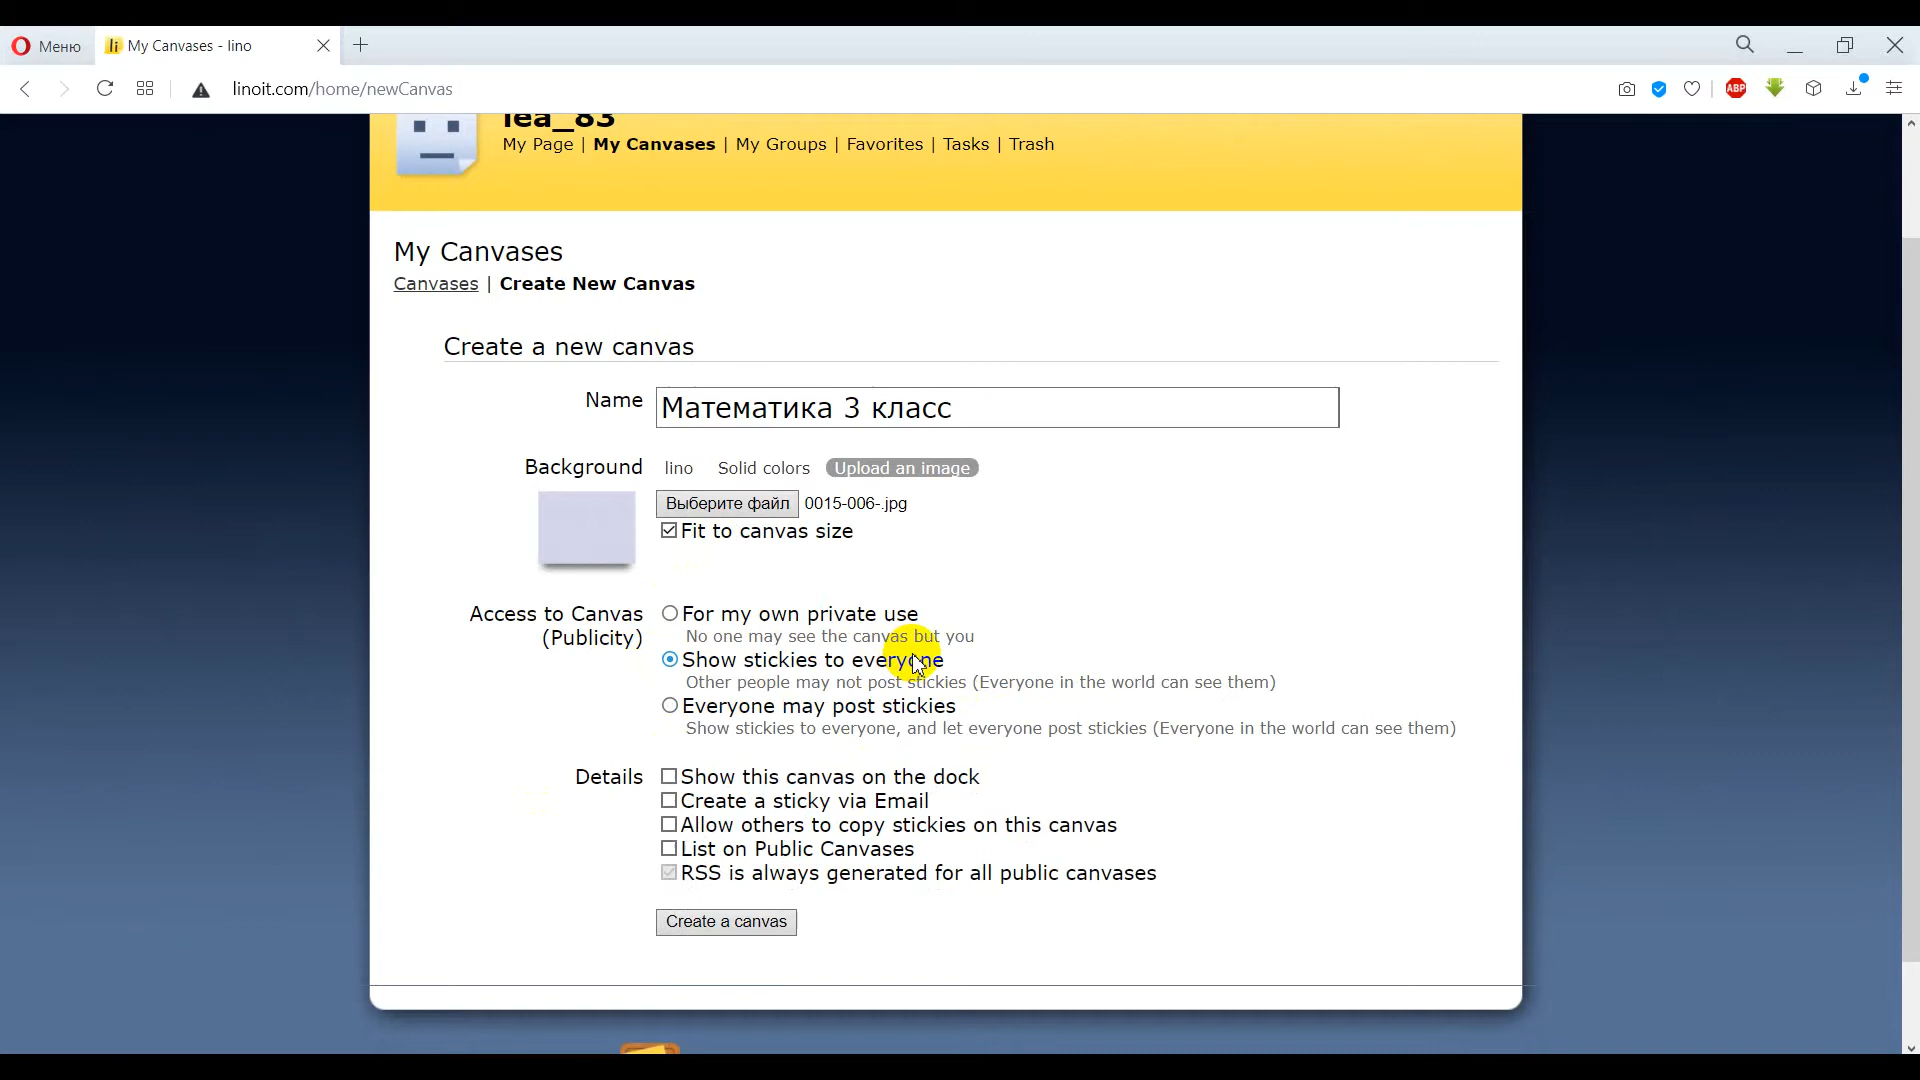 Меню
My Canvases - lino
linoit.com/home/newCanvas
ABP
lea_83
My Page | My Canvases | My Groups | Favorites | Tasks | Trash
My Canvases
Canvases | Create New Canvas
Create a new canvas
Name Математика 3 класс
Background lino Solid colors Upload an image
Выберите файл 0015-006-.jpg
Fit to canvas size
Access to Canvas For my own private use
(Publicity) No one may see the canvas but you
Show stickies to everyone
Other people may not post stickies (Everyone in the world can see them)
Everyone may post stickies
Show stickies to everyone, and let everyone post stickies (Everyone in the world can see them)
Details Show this canvas on the dock
Create a sticky via Email
Allow others to copy stickies on this canvas
List on Public Canvases
RSS is always generated for all public canvases
Create a canvas